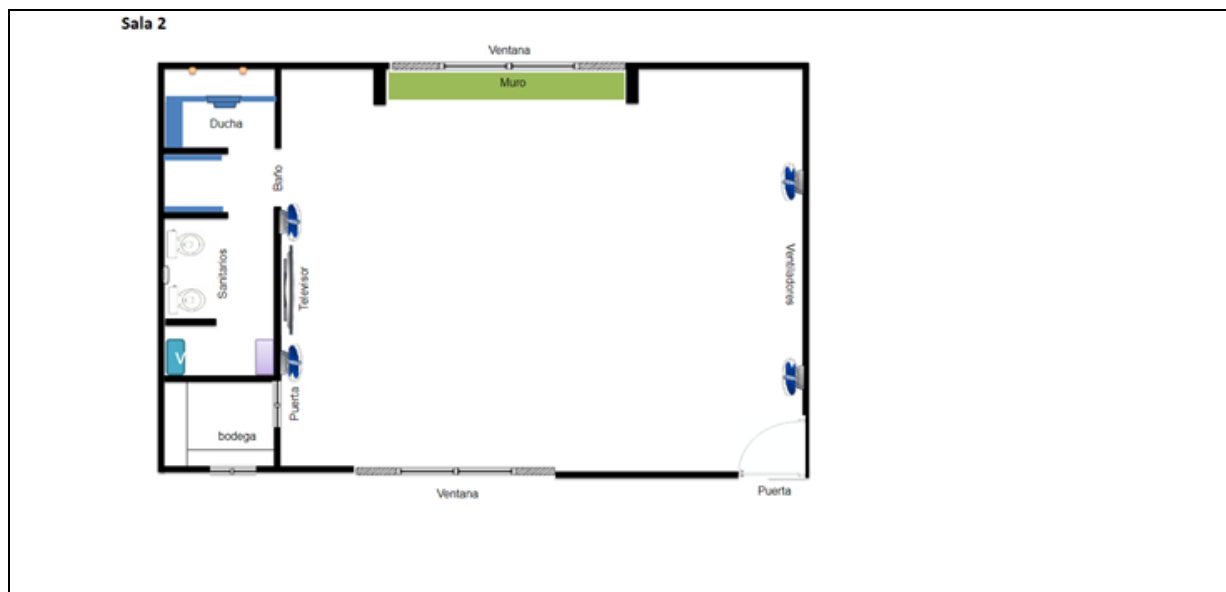 Sala 2
Ventana
Muro
Ducha
Baño
Sanitarios
Televisor
Ventiladores
V
Puerta
bodega
Ventana
Puerta